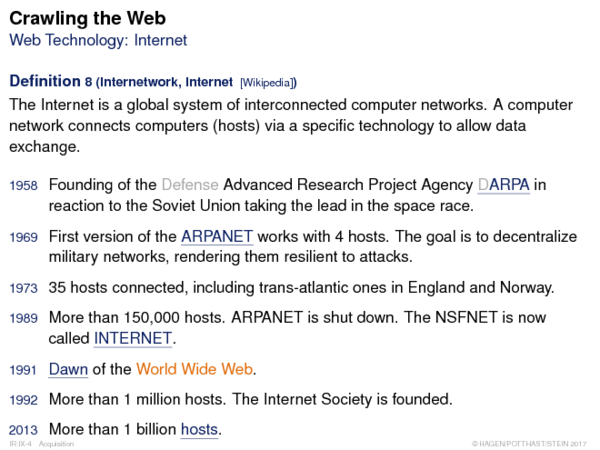 Crawling the Web
Web Technology: Internet
Definition 8 (Internetwork, Internet [Wikipedia])
The Internet is a global system of interconnected computer networks. A computer
network connects computers (hosts) via a specific technology to allow data
exchange.
1958 Founding of the Defense Advanced Research Project Agency DARPA in
reaction to the Soviet Union taking the lead in the space race.
1969 First version of the ARPANET works with 4 hosts. The goal is to decentralize
military networks, rendering them resilient to attacks.
1973 35 hosts connected, including trans-atlantic ones in England and Norway.
1989 More than 150,000 hosts. ARPANET is shut down. The NSFNET is now
called INTERNET.
1991 Dawn of the World Wide Web.
1992 More than 1 million hosts. The Internet Society is founded.
2013 More than 1 billion hosts.
IR:IX-4 Acquisition © HAGEN/POTTHAST/STEIN 2017